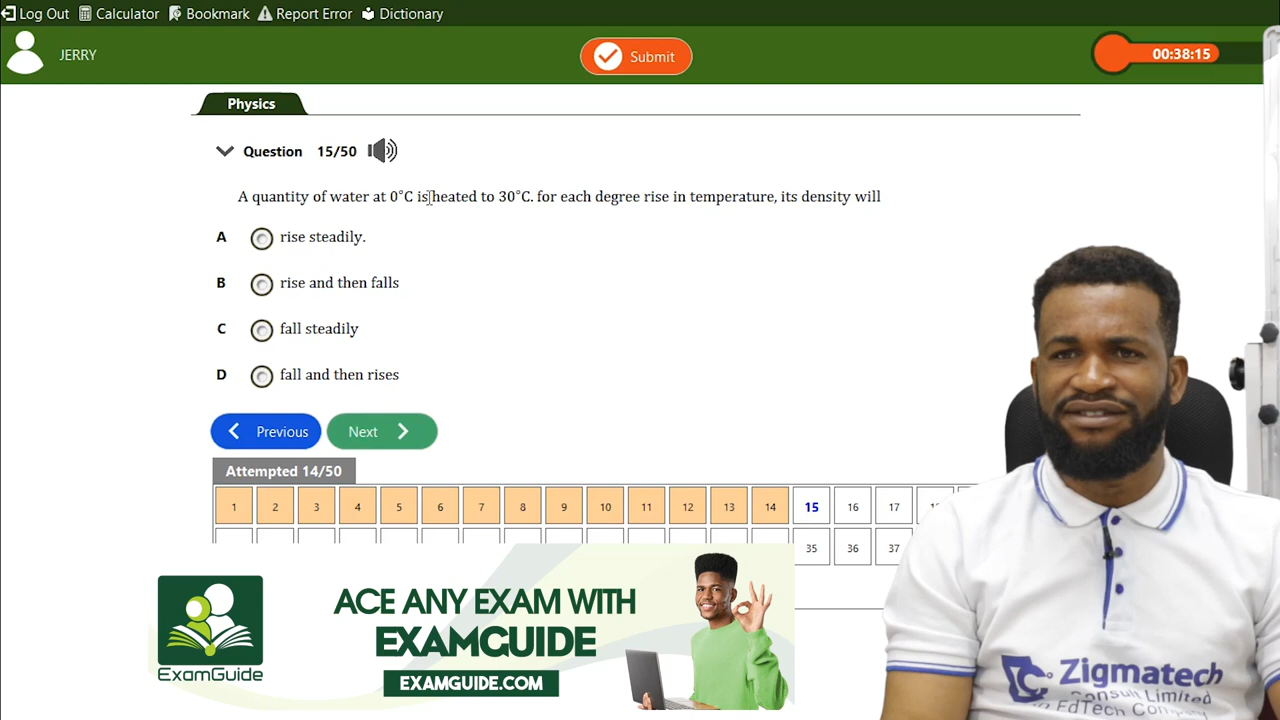 Log Out Calculator Bookmark Report Error Dictionary
JERRY
Submit
00:38:15
Physics
Question 15/50
A quantity of water at 0°C is heated to 30°C. for each degree rise in temperature, its density will
A rise steadily.
B rise and then falls
C fall steadily
D fall and then rises
Previous
Next
Attempted 14/50
1 2 3 4 5 6 7 8 9 10 11 12 13 14 15 16 17
35 36 37
ACE ANY EXAM WITH
EXAMGUIDE
EXAMGUIDE.COM
ExamGuide
Zigmatech
Consult Limited